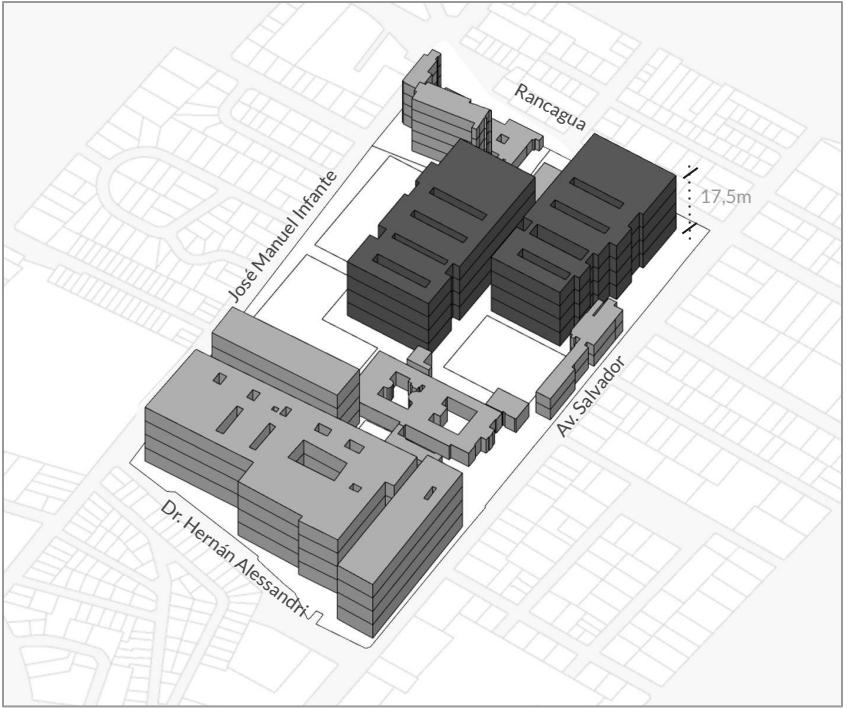 Rancagua
17,5m
José Manuel Infante
Av. Salvador
Dr. Hernán Alessandri